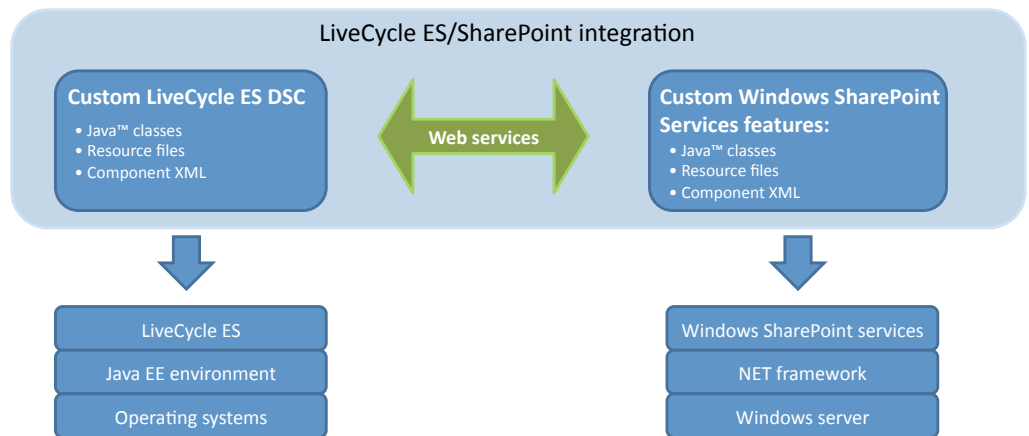 LiveCycle ES/SharePoint integration
Custom LiveCycle ES DSC
• Java™ classes
• Resource files
• Component XML
Web services
Custom Windows SharePoint
Services features:
• Java™ classes
• Resource files
• Component XML
LiveCycle ES
Java EE environment
Operating systems
Windows SharePoint services
NET framework
Windows server